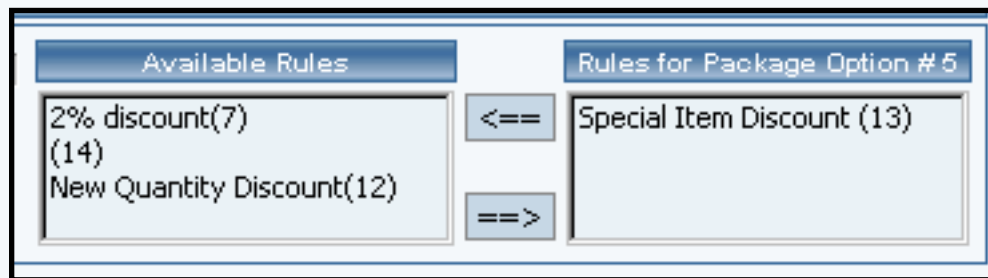 Available Rules
2% discount(7)
(14)
New Quantity Discount(12)
<==
==>
Rules for Package Option #5
Special Item Discount (13)